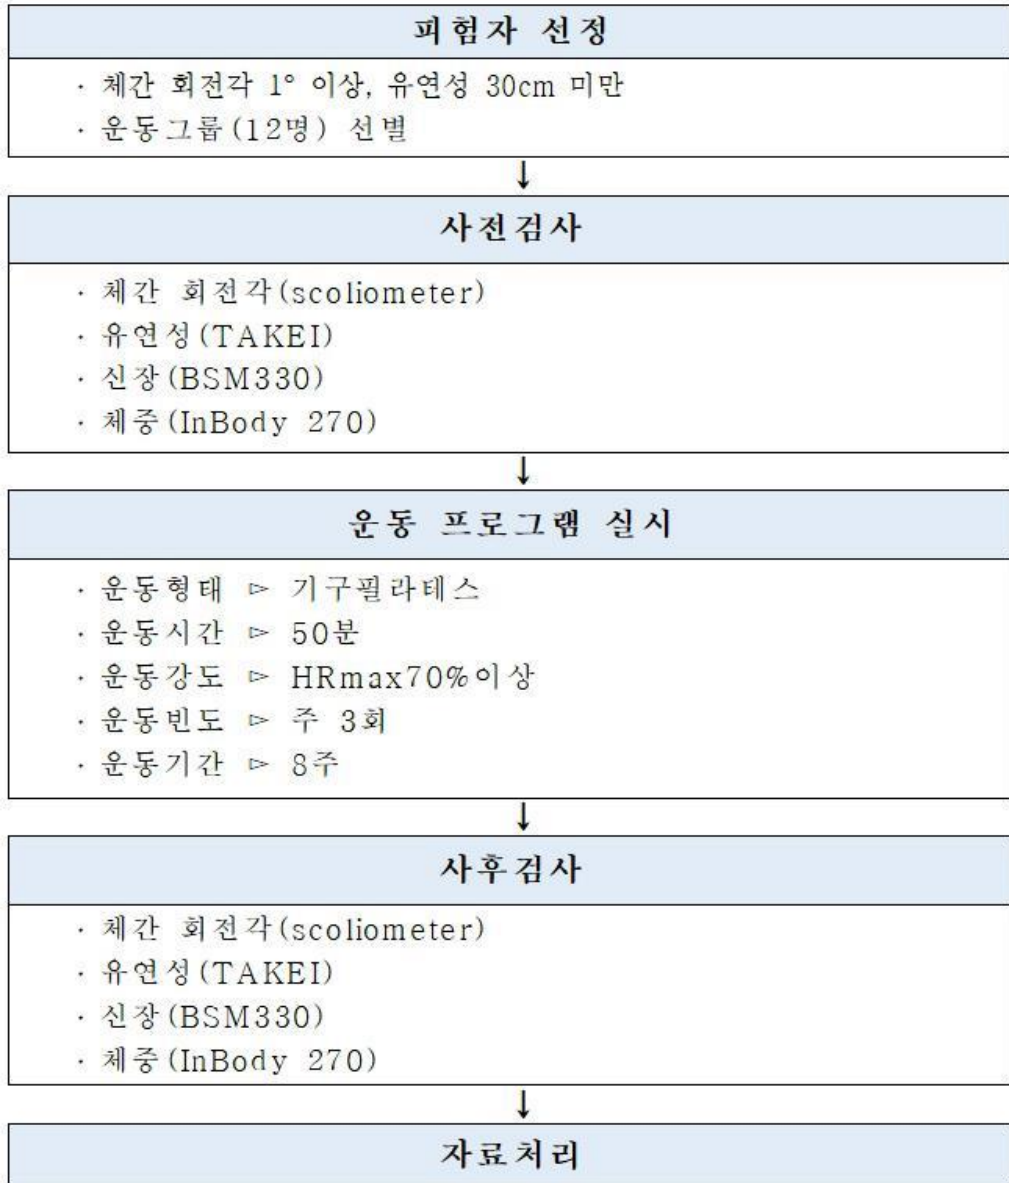 피험자 선정
· 체간 회전각 1° 이상, 유연성 30cm 미만
· 운동그룹(12명) 선별
↓
사전검사
· 체간 회전각(scoliometer)
· 유연성(TAKEI)
· 신장(BSM330)
· 체중(InBody 270)
↓
운동 프로그램 실시
· 운동형태 ▻ 기구필라테스
· 운동시간 ▻ 50분
· 운동강도 ▻ HRmax70%이상
· 운동빈도 ▻ 주 3회
· 운동기간 ▻ 8주
↓
사후검사
· 체간 회전각(scoliometer)
· 유연성(TAKEI)
· 신장(BSM330)
· 체중(InBody 270)
↓
자료처리